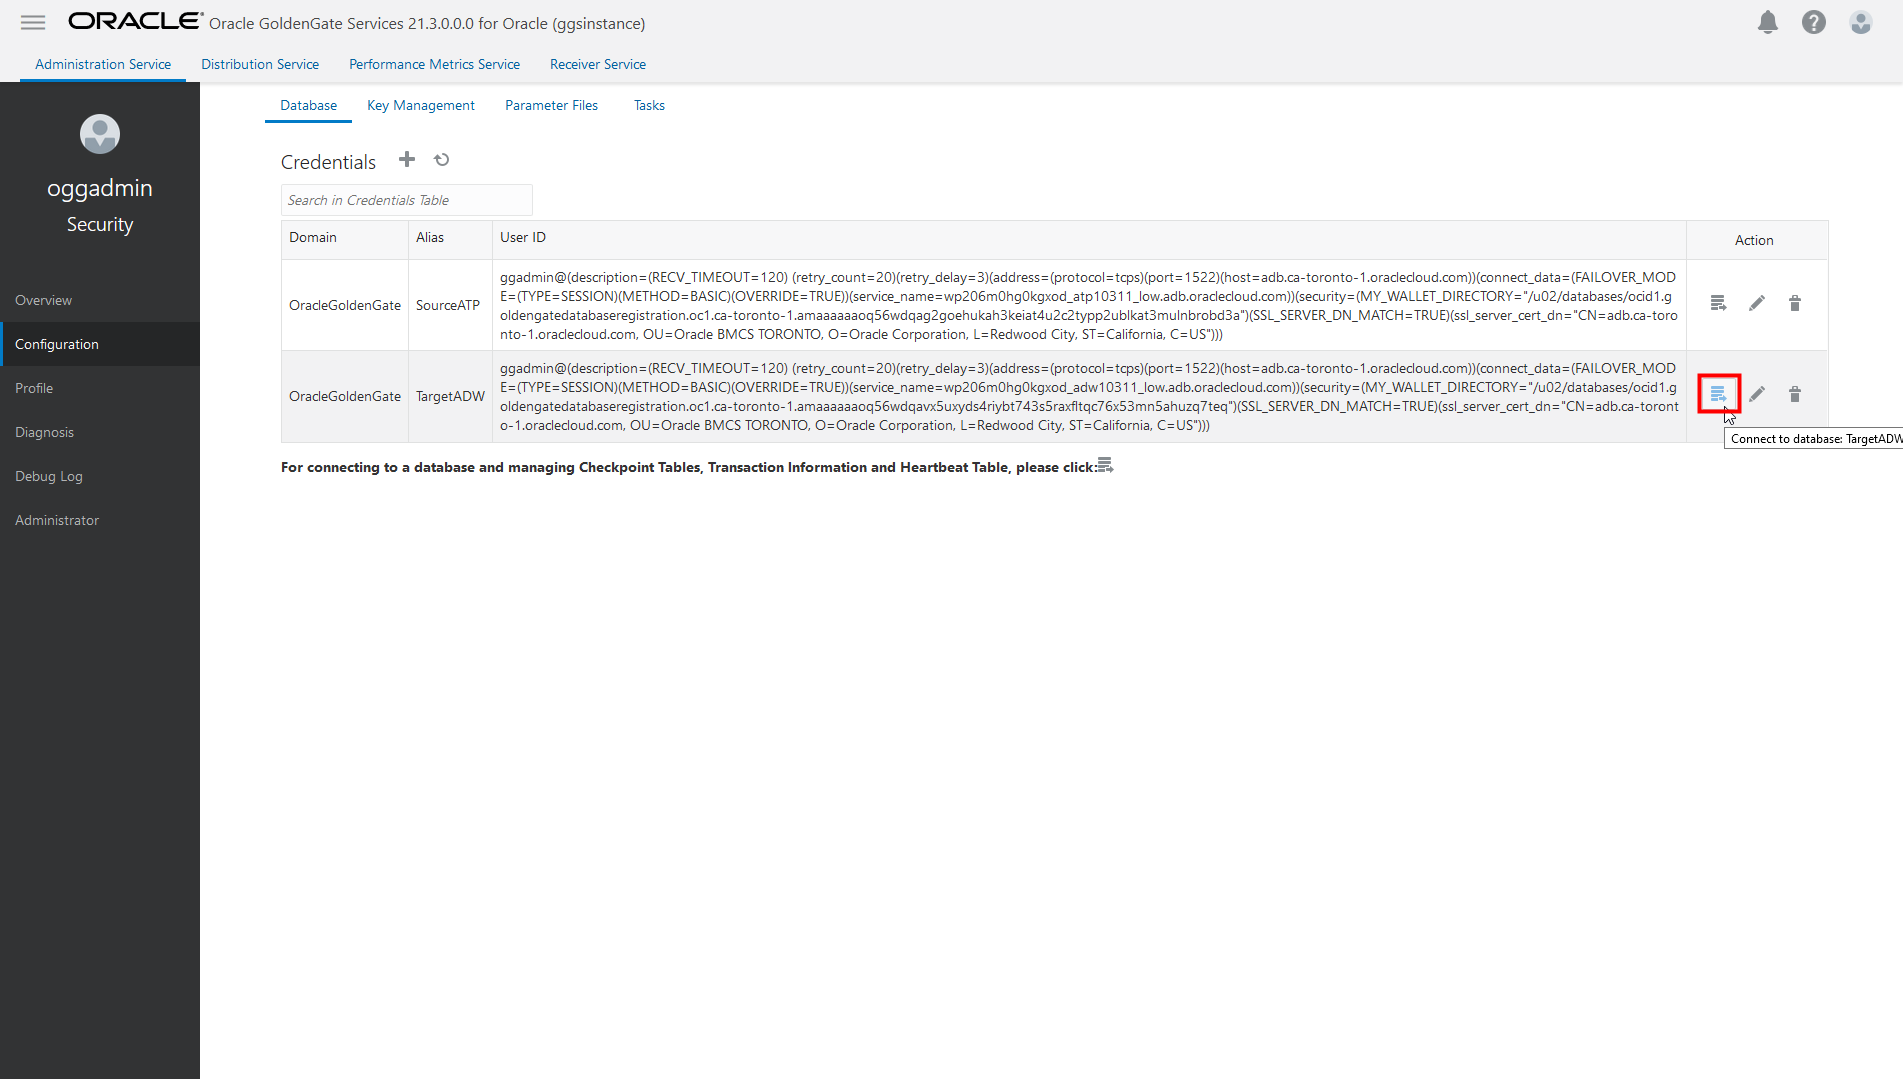 ORACLE Oracle GoldenGate Services 21.3.0.0.0 for Oracle (ggsinstance)
Administration Service Distribution Service Performance Metrics Service Receiver Service
oggadmin
Security
Overview
Configuration
Profile
Diagnosis
Debug Log
Administrator
Database Key Management Parameter Files Tasks
Credentials
Search in Credentials Table
Domain Alias User ID Action
OracleGoldenGate SourceATP
ggadmin@(description=(RECV_TIMEOUT=120) (retry_count=20)(retry_delay=3)(address=(protocol=tcps)(port=1522)(host=adb.ca-toronto-1.oraclecloud.com))(connect_data=(FAILOVER_MOD
E=(TYPE=SESSION)(METHOD=BASIC)(OVERRIDE=TRUE))(service_name=wp206m0hg0kgxod_atp10311_low.adb.oraclecloud.com))(security=(MY_WALLET_DIRECTORY="/u02/databases/ocid1.g
oldengatedatabaseregistration.oc1.ca-toronto-1.amaaaaaaoq56wdqag2goehukah3keiat4u2c2typp2ublkat3mulnbrobd3a")(SSL_SERVER_DN_MATCH=TRUE)(ssl_server_cert_dn="CN=adb.ca-toro
nto-1.oraclecloud.com, OU=Oracle BMCS TORONTO, O=Oracle Corporation, L=Redwood City, ST=California, C=US")))
OracleGoldenGate TargetADW
ggadmin@(description=(RECV_TIMEOUT=120) (retry_count=20)(retry_delay=3)(address=(protocol=tcps)(port=1522)(host=adb.ca-toronto-1.oraclecloud.com))(connect_data=(FAILOVER_MOD
E=(TYPE=SESSION)(METHOD=BASIC)(OVERRIDE=TRUE))(service_name=wp206m0hg0kgxod_adw10311_low.adb.oraclecloud.com))(security=(MY_WALLET_DIRECTORY="/u02/databases/ocid1.g
oldengatedatabaseregistration.oc1.ca-toronto-1.amaaaaaaoq56wdqavx5uxyds4riybt743s5raxfltqc76x53mn5ahuzq7teq")(SSL_SERVER_DN_MATCH=TRUE)(ssl_server_cert_dn="CN=adb.ca-toront
o-1.oraclecloud.com, OU=Oracle BMCS TORONTO, O=Oracle Corporation, L=Redwood City, ST=California, C=US")))
Connect to database: TargetADW
For connecting to a database and managing Checkpoint Tables, Transaction Information and Heartbeat Table, please click: